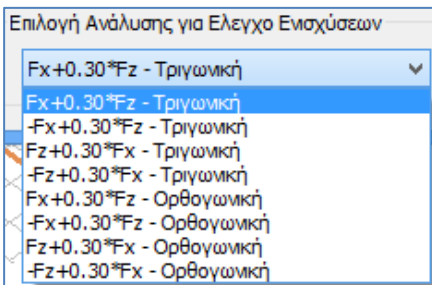 Επιλογή Ανάλυσης για Ελεγχο Ενισχύσεων
Fx+0.30*Fz - Τριγωνική
Fx+0.30*Fz - Τριγωνική
-Fx+0.30*Fz - Τριγωνική
Fz+0.30*Fx - Τριγωνική
-Fz+0.30*Fx - Τριγωνική
Fx+0.30*Fz - Ορθογωνική
-Fx+0.30*Fz - Ορθογωνική
Fz+0.30*Fx - Ορθογωνική
-Fz+0.30*Fx - Ορθογωνική